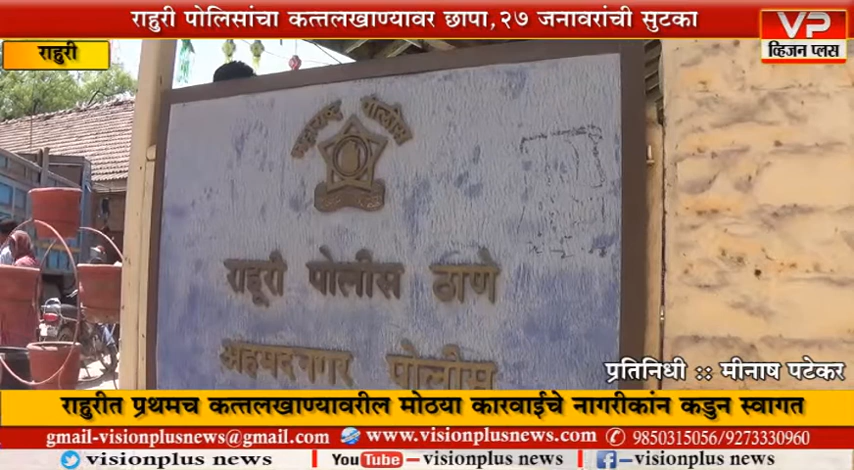 राहुरी पोलिसांचा कत्तलखाण्यावर छापा,२७ जनावरांची सुटका
VP
व्हिजन प्लस
राहुरी
महाराष्ट्र पोलीस
राहूरी पोलीस ठाणे
अहमदनगर पोलीस
प्रतिनिधी :: मीनाष पटेकर
राहुरीत प्रथमच कत्तलखाण्यावरील मोठया कारवाईचे नागरीकांन कडुन स्वागत
gmail-visionplusnews@gmail.com www.visionplusnews.com 9850315056/9273330960
visionplus news YouTube-visionplus news -visionplus news